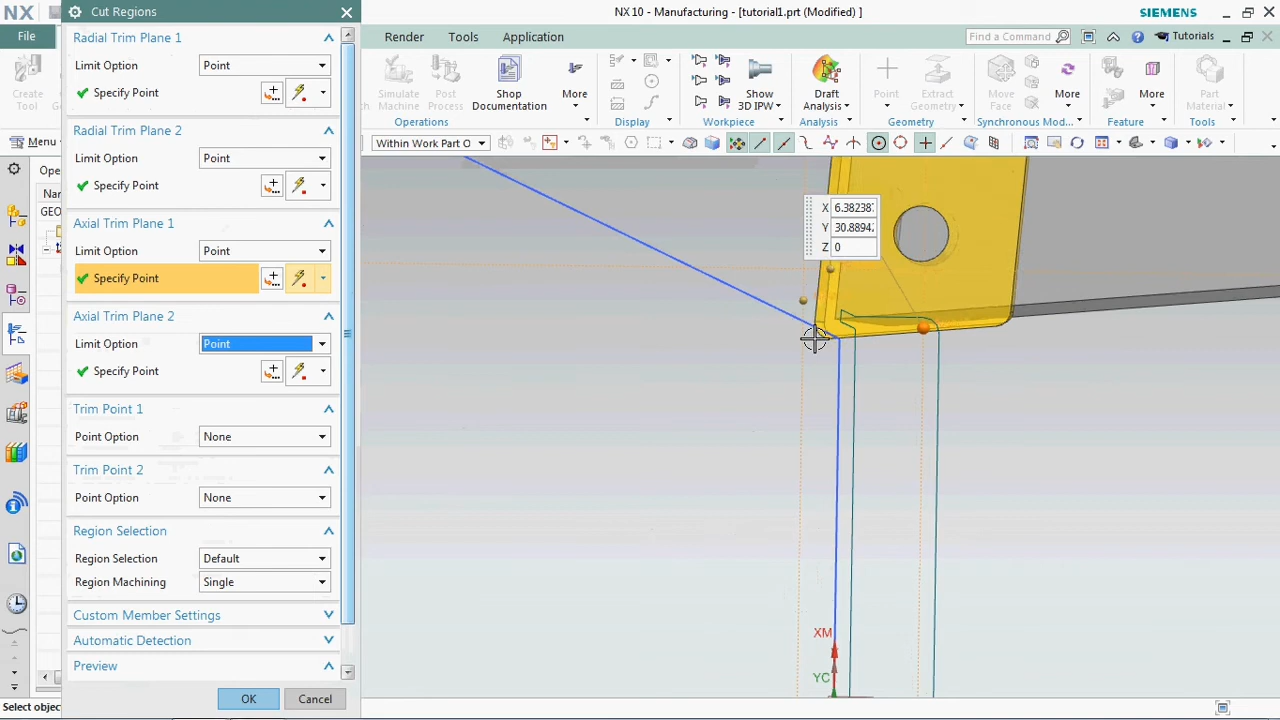 NX
Cut Regions
NX 10 - Manufacturing - [tutorial1.prt (Modified) ]
SIEMENS
File
Render
Tools
Application
Find a Command
Tutorials
Create
Tool
Simulate
Machine
Post
Process
Shop
Documentation
More
Show
3D IPW
Draft
Analysis
Point
Extract
Geometry
Move
Face
More
More
Part
Material
Operations
Display
Workpiece
Analysis
Geometry
Synchronous Mod...
Feature
Tools
Menu
Within Work Part O
Radial Trim Plane 1
Limit Option
Point
Specify Point
Radial Trim Plane 2
Limit Option
Point
Specify Point
Axial Trim Plane 1
Limit Option
Point
Specify Point
Axial Trim Plane 2
Limit Option
Point
Specify Point
Trim Point 1
Point Option
None
Trim Point 2
Point Option
None
Region Selection
Region Selection
Default
Region Machining
Single
Custom Member Settings
Automatic Detection
Preview
OK
Cancel
Ope
Na
GEO
X 6.38238
Y 30.8894
Z 0
XM
YC
Select objec